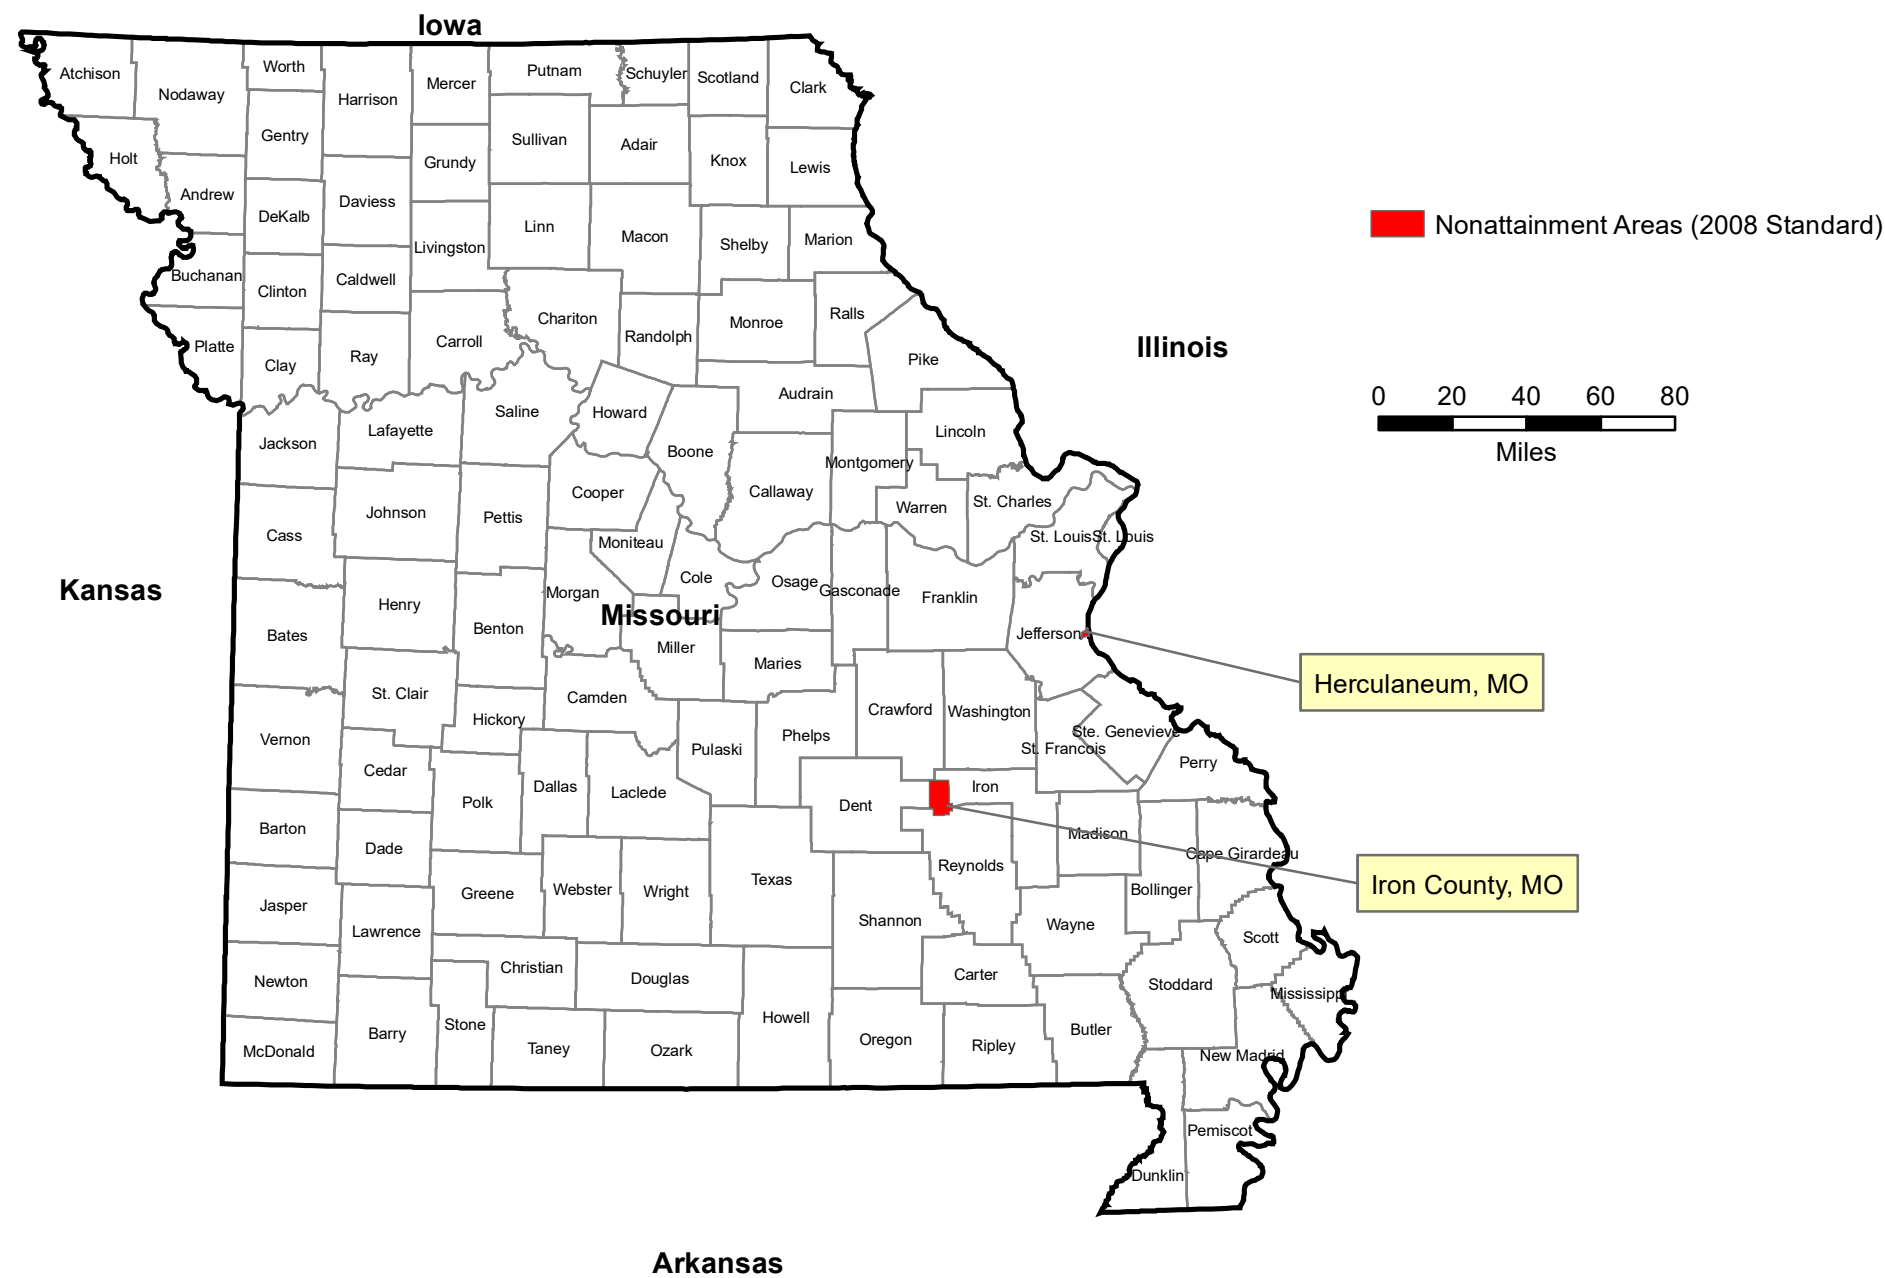 Iowa
Atchison
Nodaway
Worth
Harrison
Mercer
Putnam
Schuyler
Scotland
Clark
Holt
Gentry
Grundy
Sullivan
Adair
Knox
Lewis
Andrew
DeKalb
Daviess
Livingston
Linn
Macon
Shelby
Marion
Nonattainment Areas (2008 Standard)
Buchanan
Clinton
Caldwell
Chariton
Randolph
Monroe
Ralls
Platte
Clay
Ray
Carroll
Pike
Illinois
Audrain
0 20 40 60 80
Miles
Saline
Howard
Jackson
Lafayette
Boone
Lincoln
Montgomery
Cooper
Callaway
Warren
St. Charles
Cass
Johnson
Pettis
Moniteau
St. Louis
St. Louis
Kansas
Henry
Morgan
Cole
Osage
Gasconade
Franklin
Missouri
Bates
Benton
Miller
Maries
Jefferson
Herculaneum, MO
St. Clair
Camden
Hickory
Crawford
Washington
Ste. Genevieve
St. Francois
Vernon
Pulaski
Phelps
Perry
Cedar
Polk
Dallas
Laclede
Dent
Iron
Barton
Dade
Madison
Cape Girardeau
Reynolds
Iron County, MO
Jasper
Greene
Webster
Wright
Texas
Bollinger
Lawrence
Shannon
Wayne
Scott
Newton
Christian
Douglas
Carter
Stoddard
Mississippi
McDonald
Barry
Stone
Taney
Ozark
Howell
Oregon
Ripley
Butler
New Madrid
Pemiscot
Dunklin
Arkansas